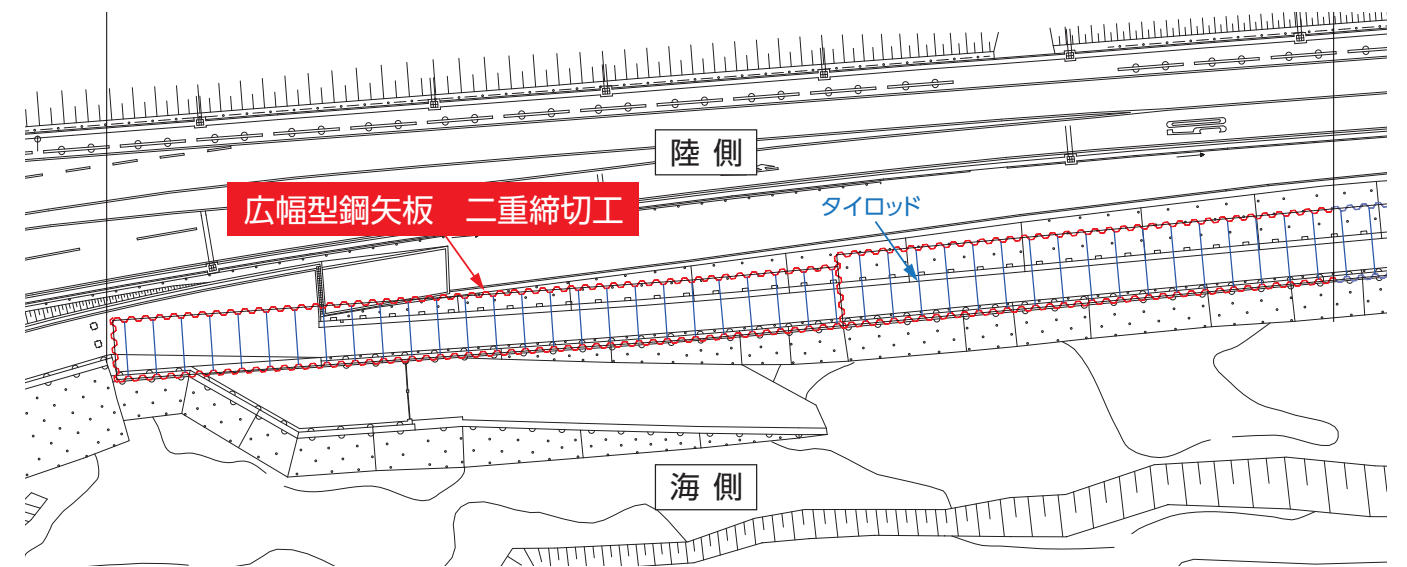 陸 側
広幅型鋼矢板　二重締切工
タイロッド
海 側